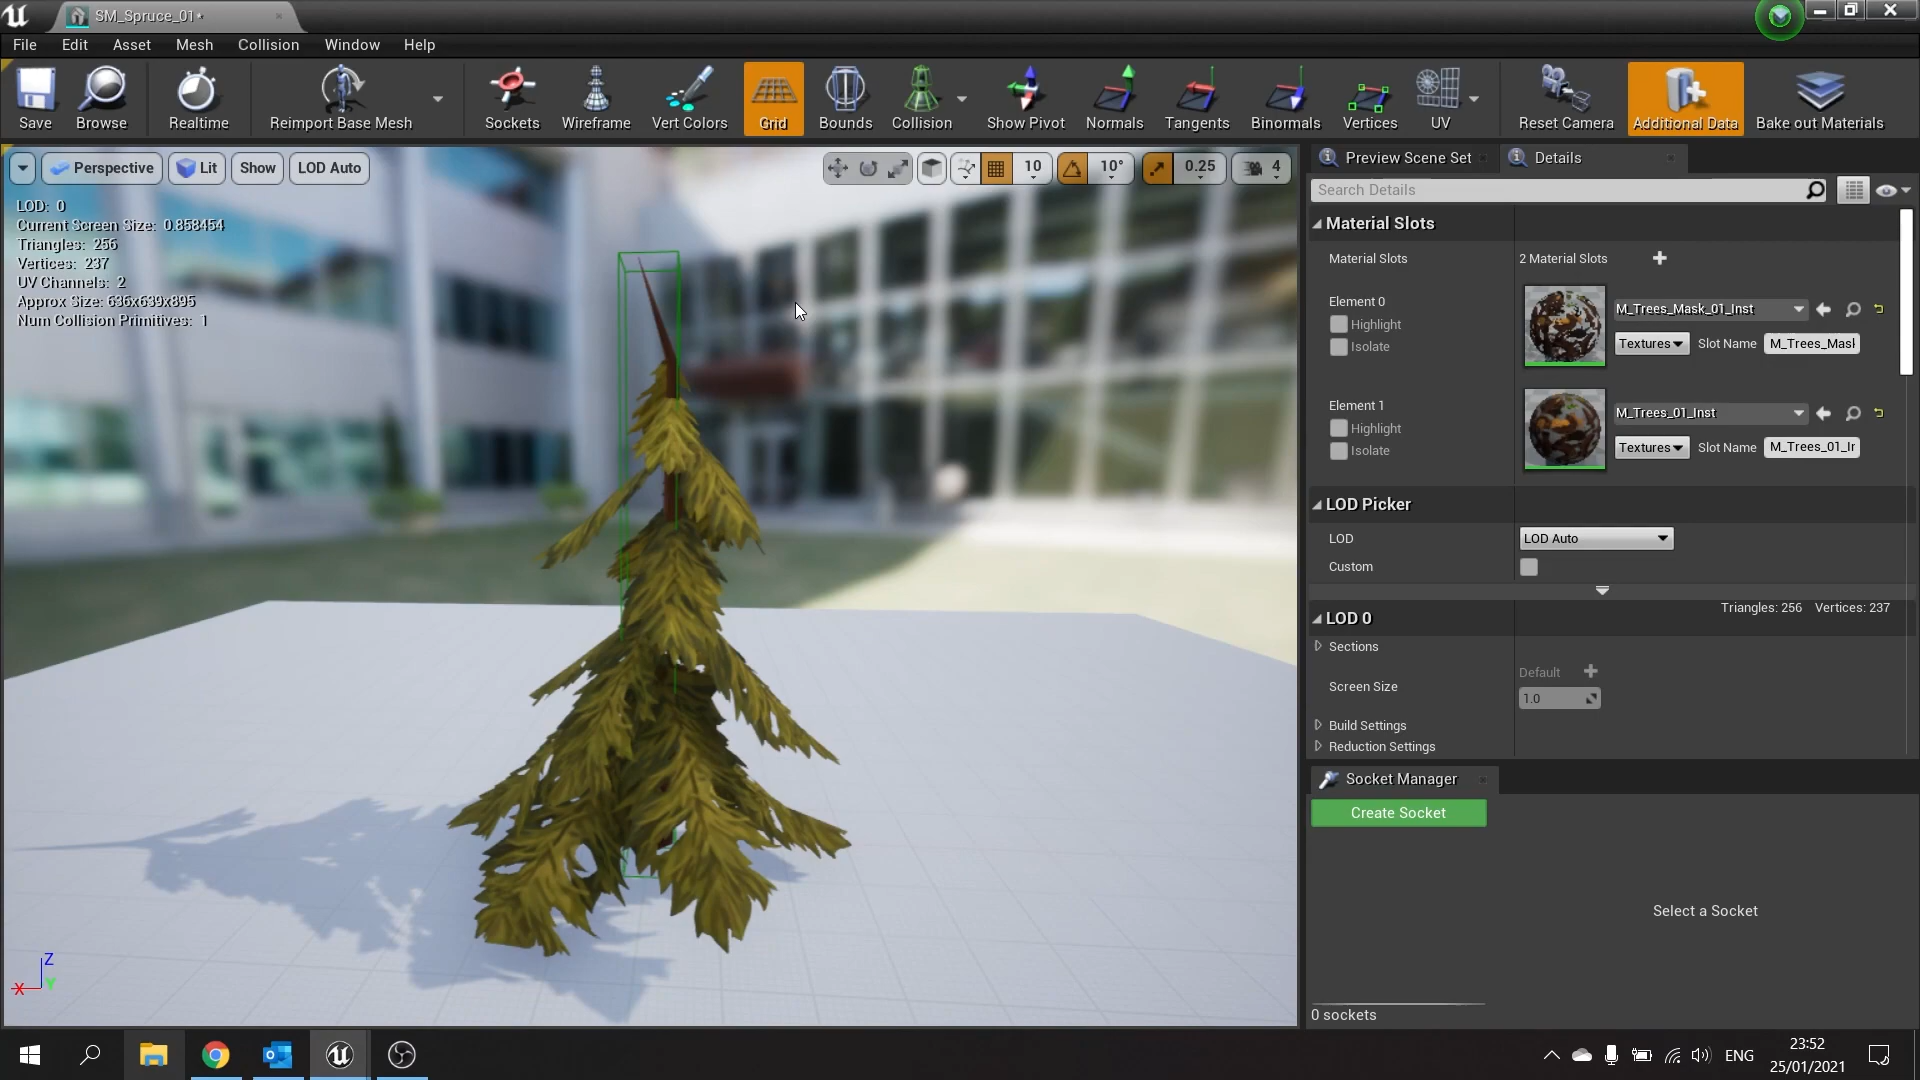 SM_Spruce_01*
File Edit Asset Mesh Collision Window Help
Save Browse Realtime Reimport Base Mesh Sockets Wireframe Vert Colors Grid Bounds Collision Show Pivot Normals Tangents Binormals Vertices UV Reset Camera Additional Data Bake out Materials
Perspective Lit Show LOD Auto 10 10° 0.25 4
LOD: 0
Current Screen Size: 0.858454
Triangles: 256
Vertices: 237
UV Channels: 2
Approx Size: 636x639x895
Num Collision Primitives: 1
Z
X Y
Preview Scene Set Details
Search Details
Material Slots
Material Slots 2 Material Slots
Element 0
Highlight
Isolate
M_Trees_Mask_01_Inst
Textures Slot Name M_Trees_Mask
Element 1
Highlight
Isolate
M_Trees_01_Inst
Textures Slot Name M_Trees_01_Ir
LOD Picker
LOD LOD Auto
Custom
LOD 0 Triangles: 256 Vertices: 237
Sections
Screen Size Default
1.0
Build Settings
Reduction Settings
Socket Manager
Create Socket
Select a Socket
0 sockets
ENG
23:52
25/01/2021